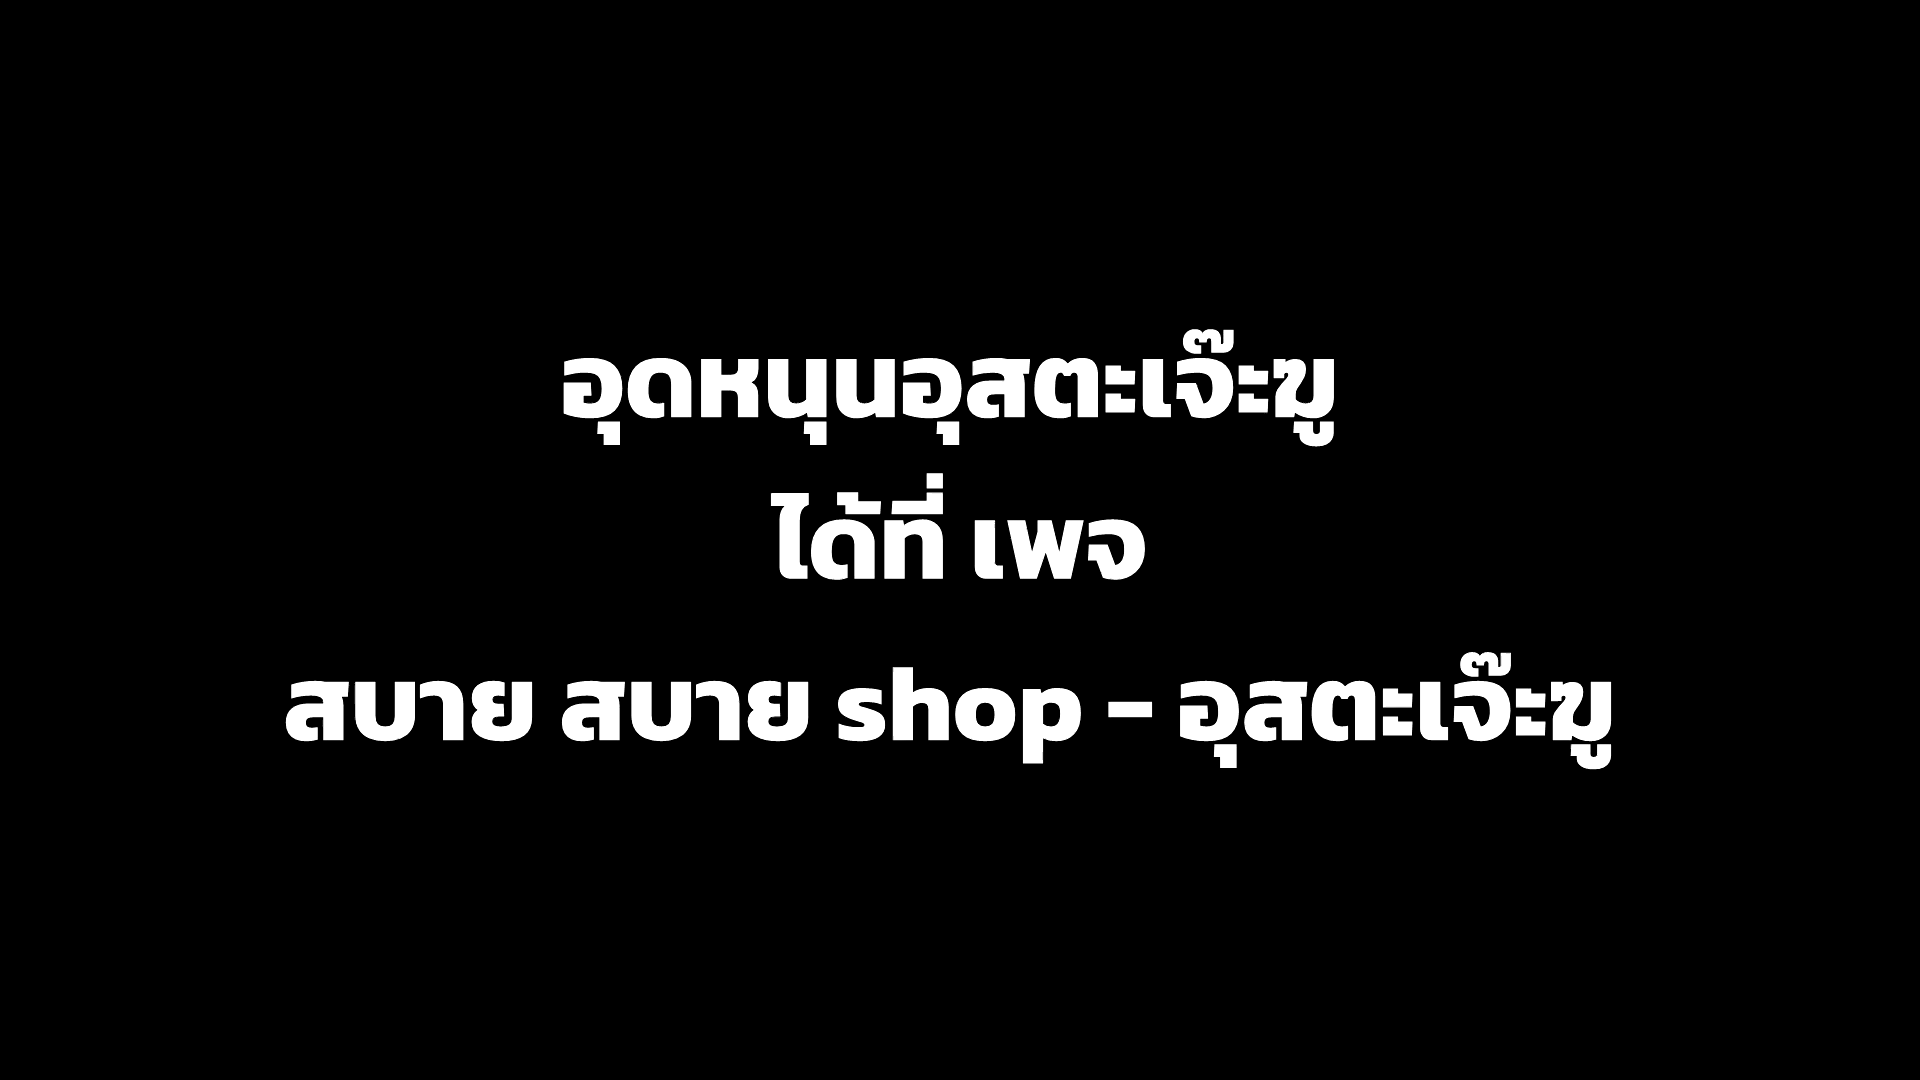 อุดหนุนอุสตะเจ๊ะฆู
ได้ที่ เพจ
สบาย สบาย shop - อุสตะเจ๊ะฆู